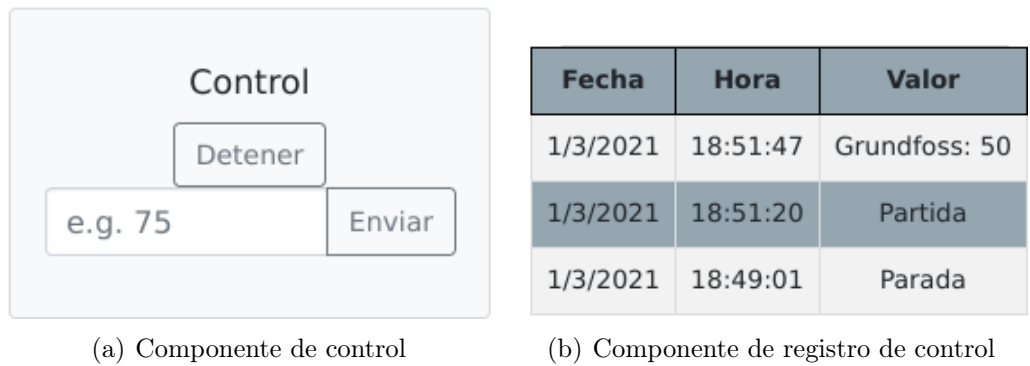 Control
Detener
e.g. 75 Enviar
(a) Componente de control
Fecha Hora Valor
1/3/2021 18:51:47 Grundfoss: 50
1/3/2021 18:51:20 Partida
1/3/2021 18:49:01 Parada
(b) Componente de registro de control